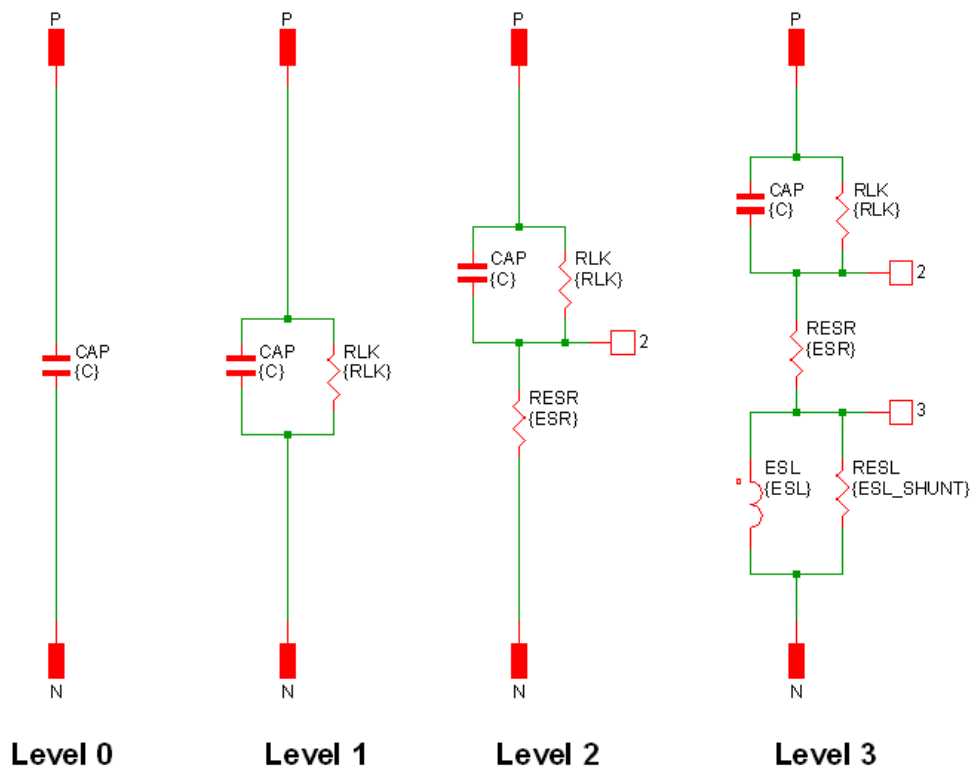 P
CAP
{C}
N
Level 0
P
CAP
{C}
RLK
{RLK}
N
Level 1
P
CAP
{C}
RLK
{RLK}
2
RESR
{ESR}
N
Level 2
P
CAP
{C}
RLK
{RLK}
2
RESR
{ESR}
3
ESL
{ESL}
RESL
{ESL_SHUNT}
N
Level 3